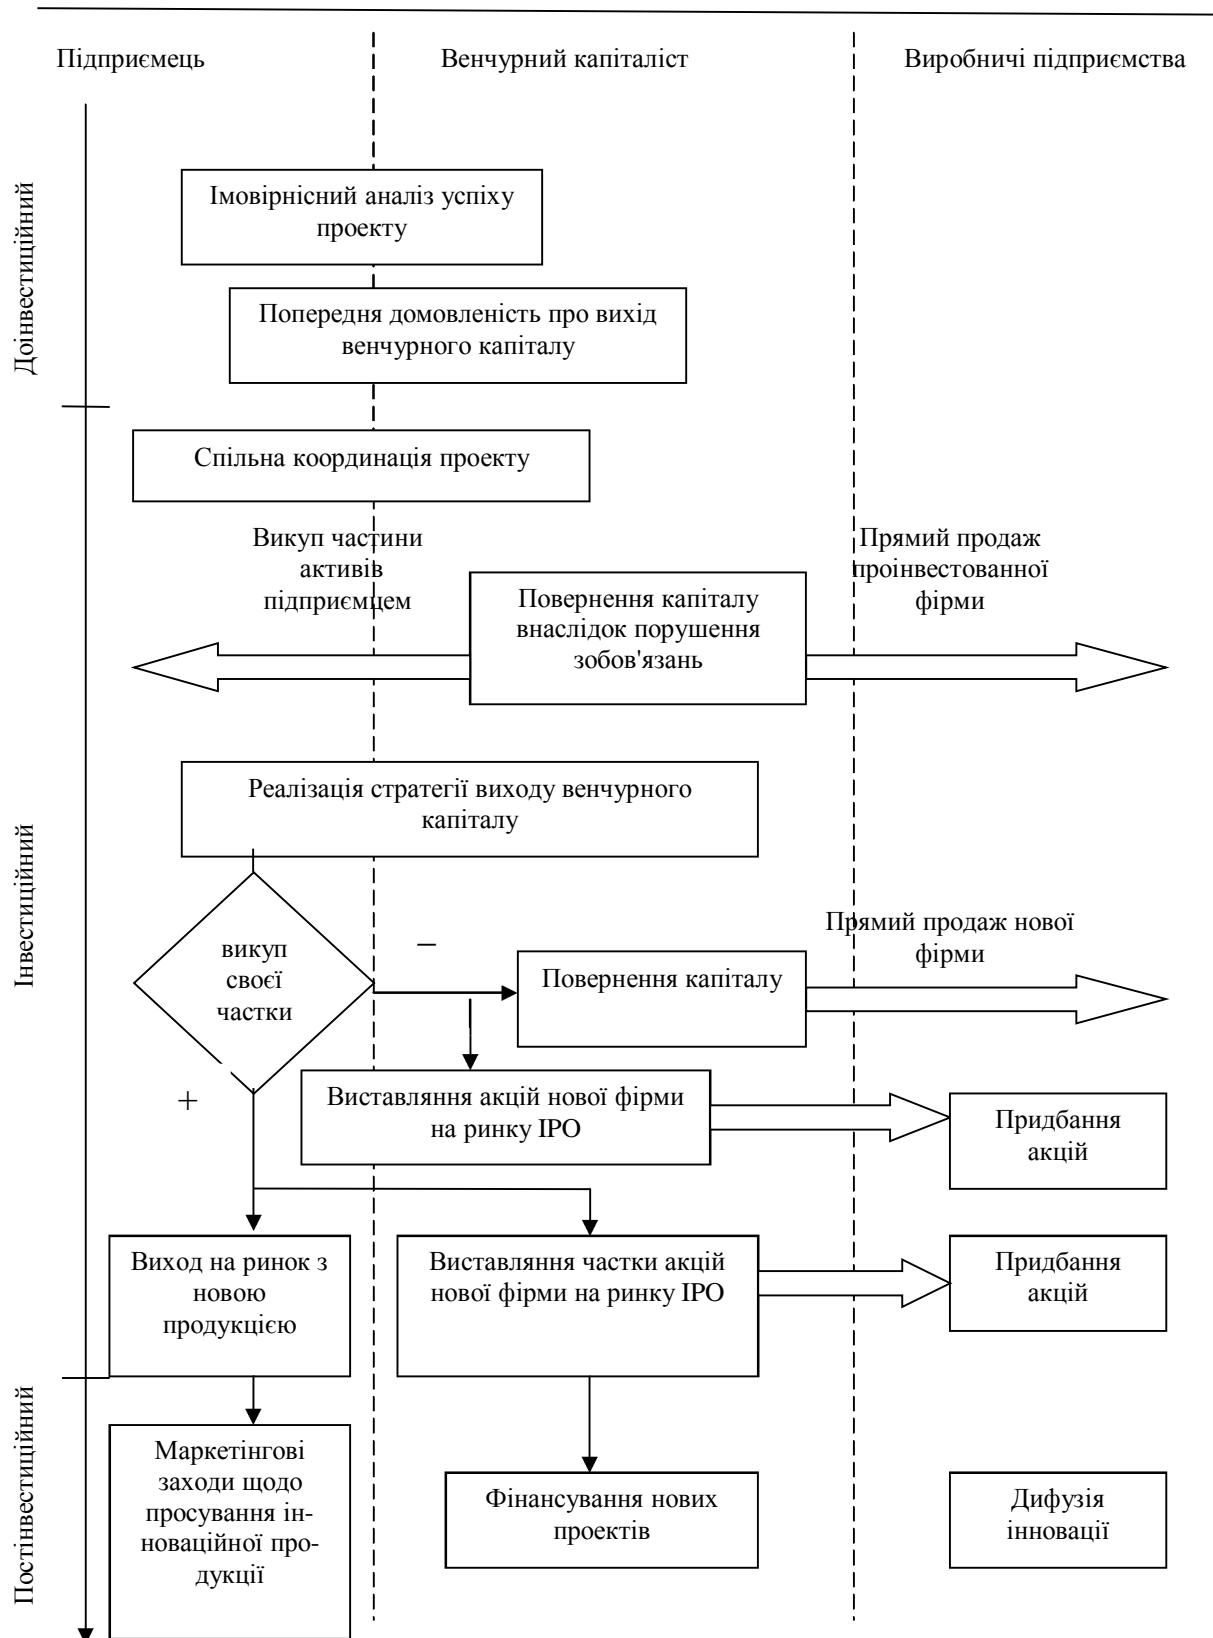 Підприємець
Венчурний капіталіст
Виробничі підприємства
Доінвестиційний
Імовірнісний аналіз успіху
проекту
Попередня домовленість про вихід
венчурного капіталу
Інвестиційний
Спільна координація проекту
Викуп частини
активів
підприємцем
Повернення капіталу
внаслідок порушення
зобов'язань
Прямий продаж
проінвестованної
фірми
Реалізація стратегії виходу венчурного
капіталу
викуп
своєї
частки
–
Повернення капіталу
Прямий продаж нової
фірми
+
Виставляння акцій нової фірми
на ринку IPO
Придбання
акцій
Виход на ринок з
новою
продукцією
Виставляння частки акцій
нової фірми на ринку IPO
Придбання
акцій
Постінвестиційний
Маркетінгові
заходи щодо
просування ін-
новаційної про-
дукції
Фінансування нових
проектів
Дифузія
інновації